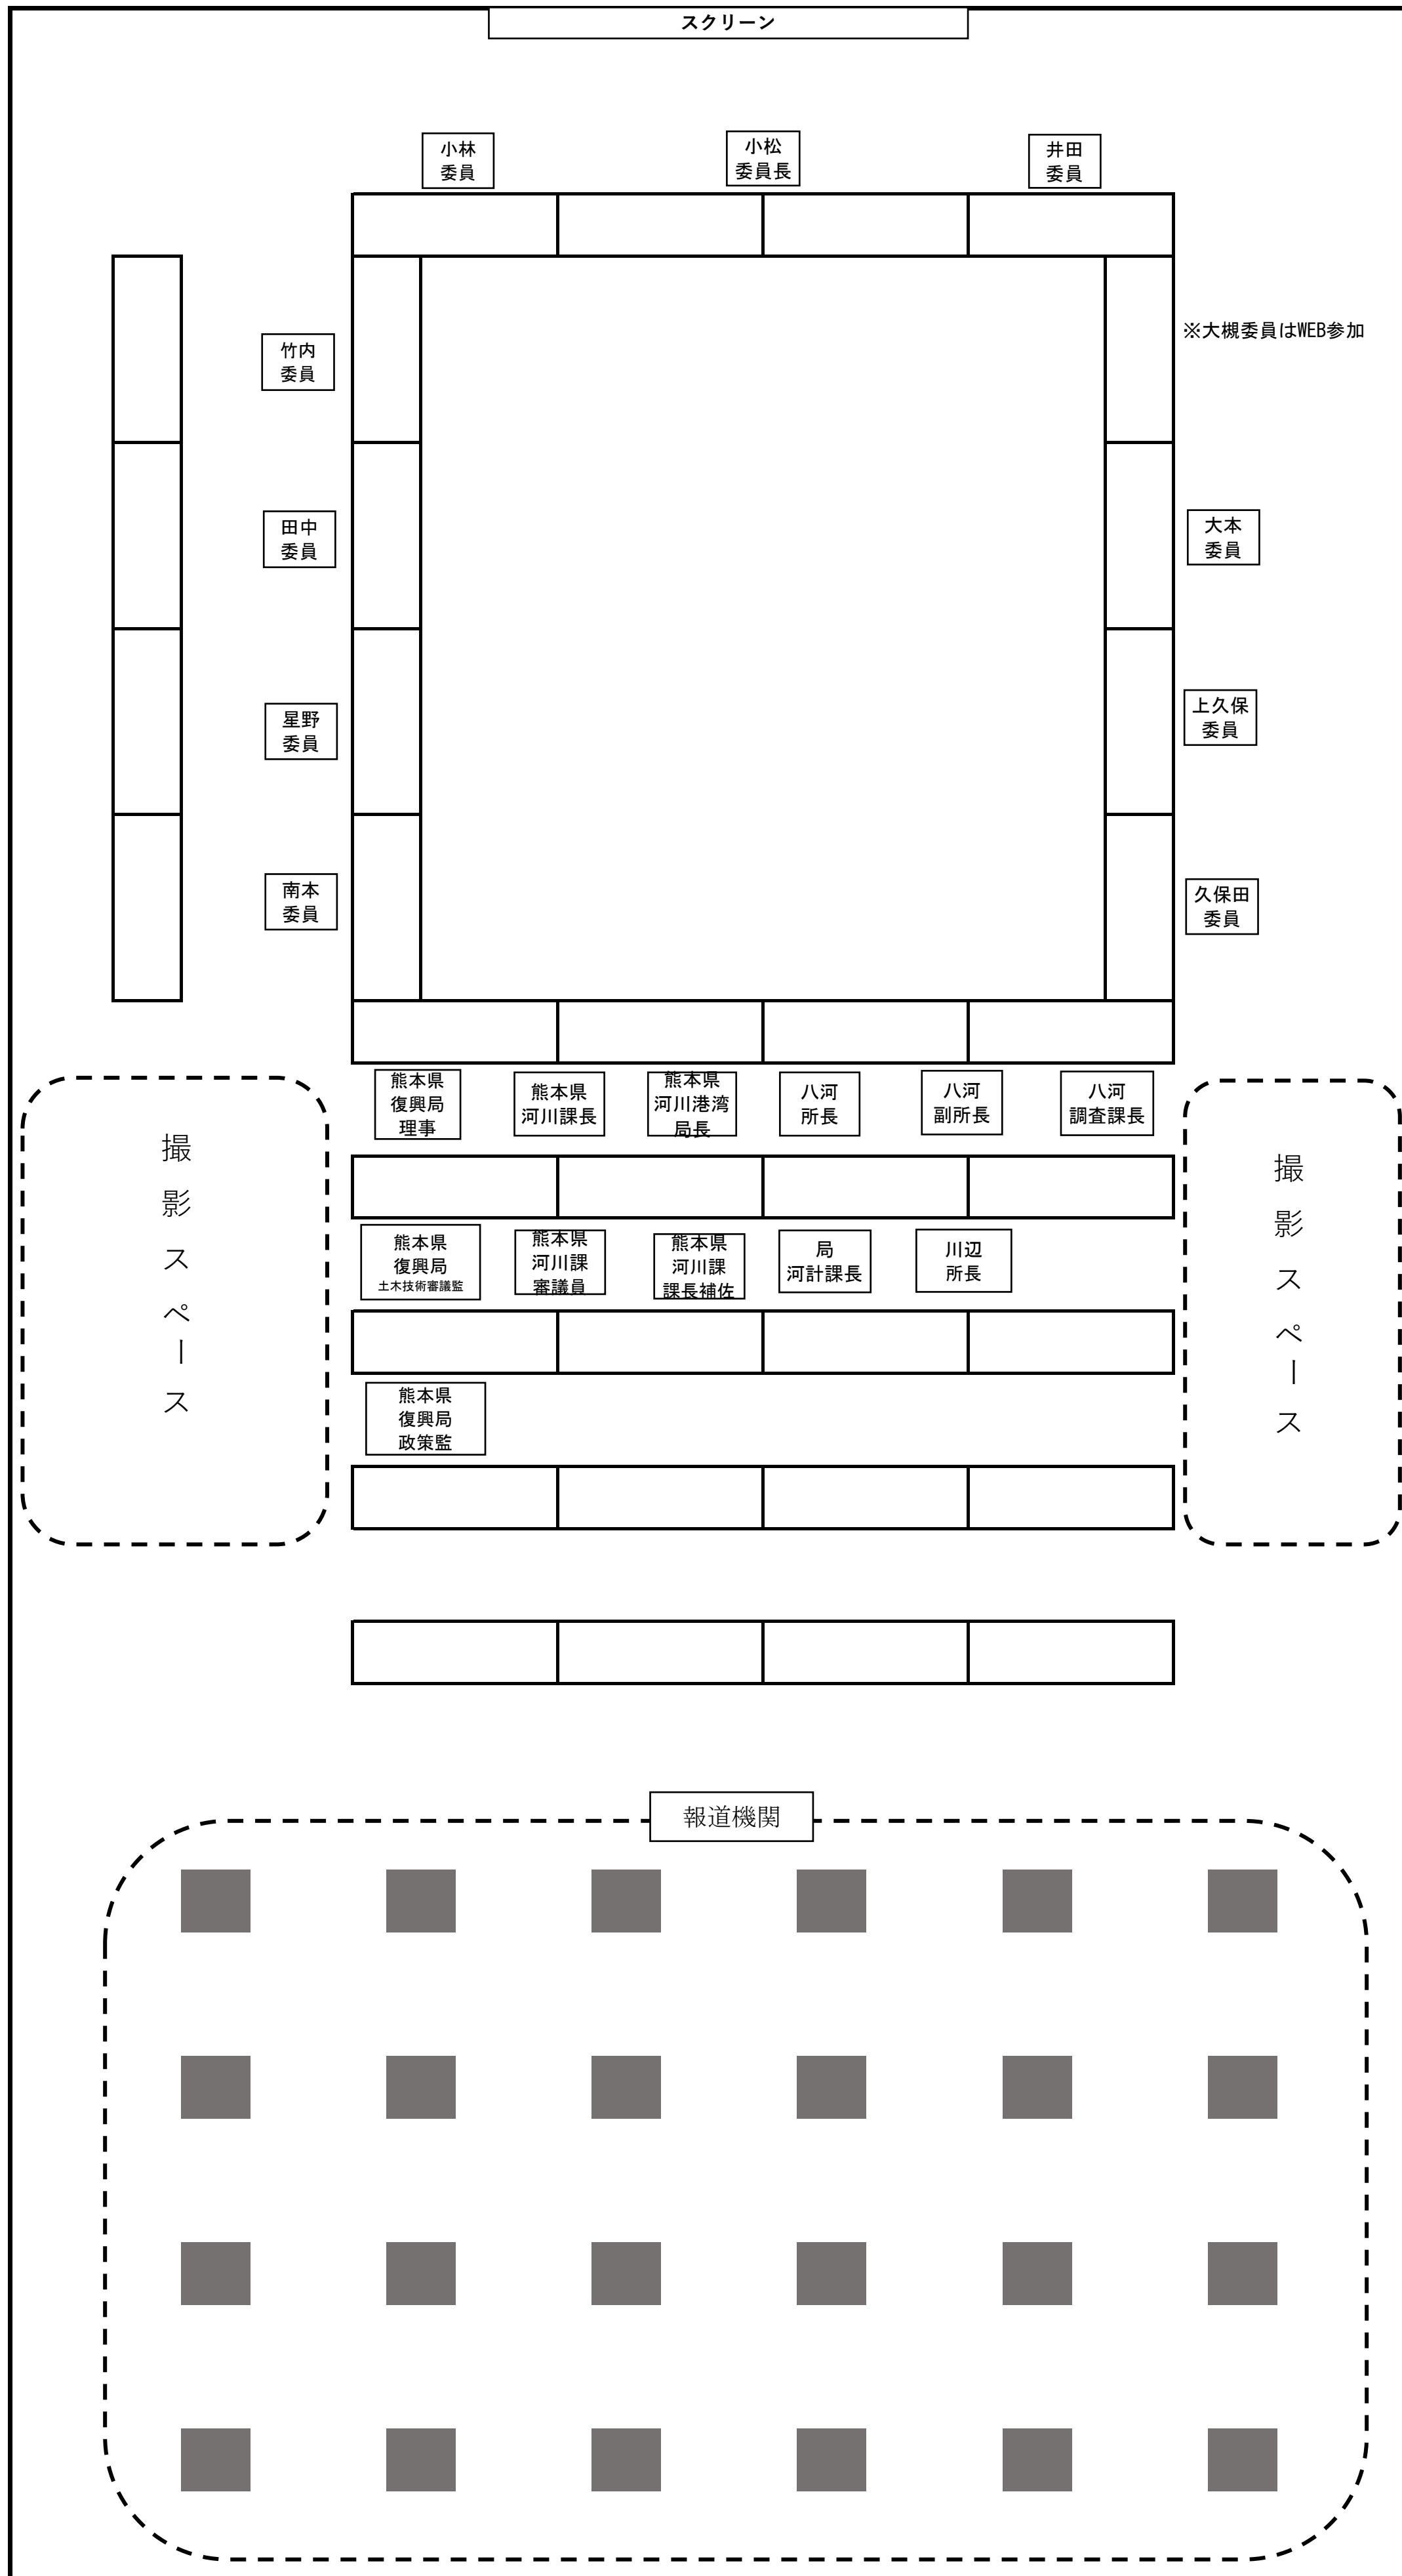 スクリーン
小林
委員
小松
委員長
井田
委員
※大槻委員はWEB参加
竹内
委員
田中
委員
大本
委員
星野
委員
上久保
委員
南本
委員
久保田
委員
熊本県
復興局
理事
熊本県
河川課長
熊本県
河川港湾
局長
八河
所長
八河
副所長
八河
調査課長
撮影スペース
撮影スペース
熊本県
復興局
土木技術審議監
熊本県
河川課
審議員
熊本県
河川課
課長補佐
局
河計課長
川辺
所長
熊本県
復興局
政策監
報道機関